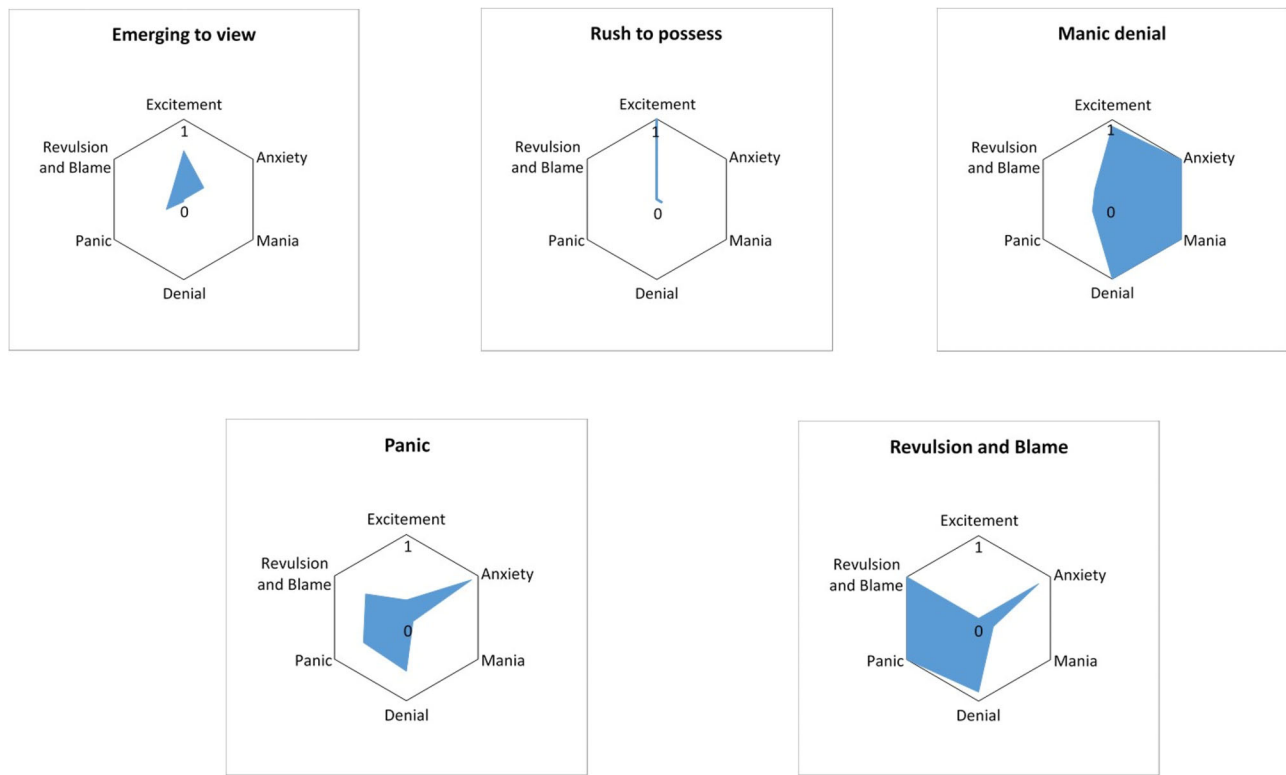 Emerging to view
Excitement
1
Revulsion
and Blame
Anxiety
0
Panic
Mania
Denial
Rush to possess
Excitement
1
Revulsion
and Blame
Anxiety
0
Panic
Mania
Denial
Manic denial
Excitement
1
Revulsion
and Blame
Anxiety
0
Panic
Mania
Denial
Panic
Excitement
1
Revulsion
and Blame
Anxiety
0
Panic
Mania
Denial
Revulsion and Blame
Excitement
1
Revulsion
and Blame
Anxiety
0
Panic
Mania
Denial